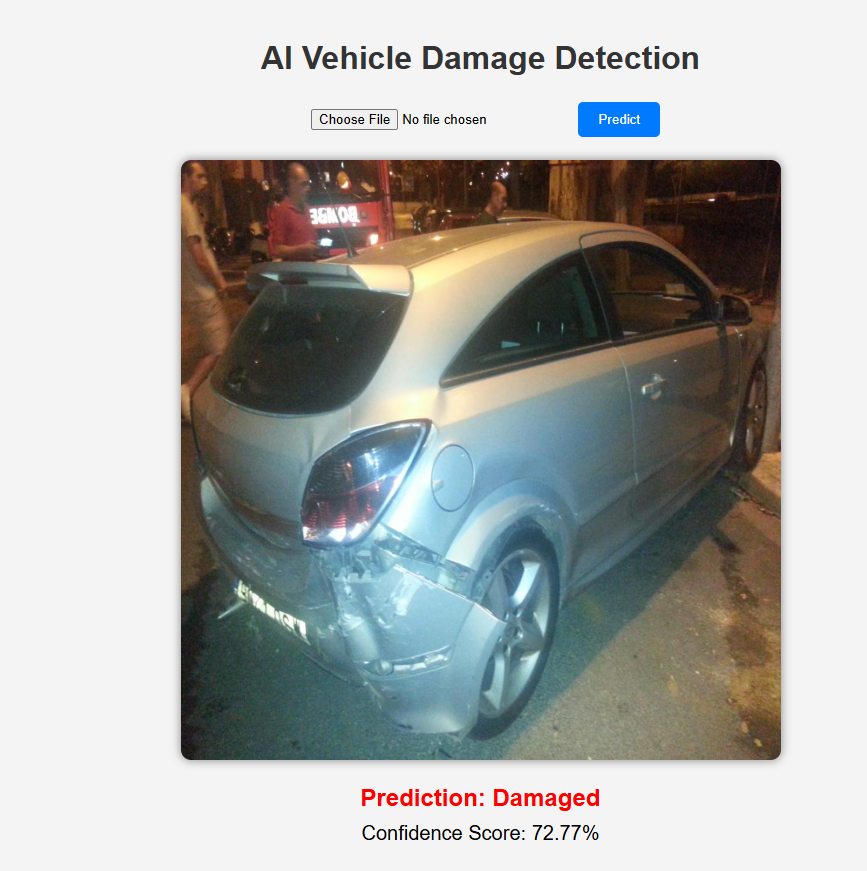 AI Vehicle Damage Detection
Choose File No file chosen
Predict
Prediction: Damaged
Confidence Score: 72.77%